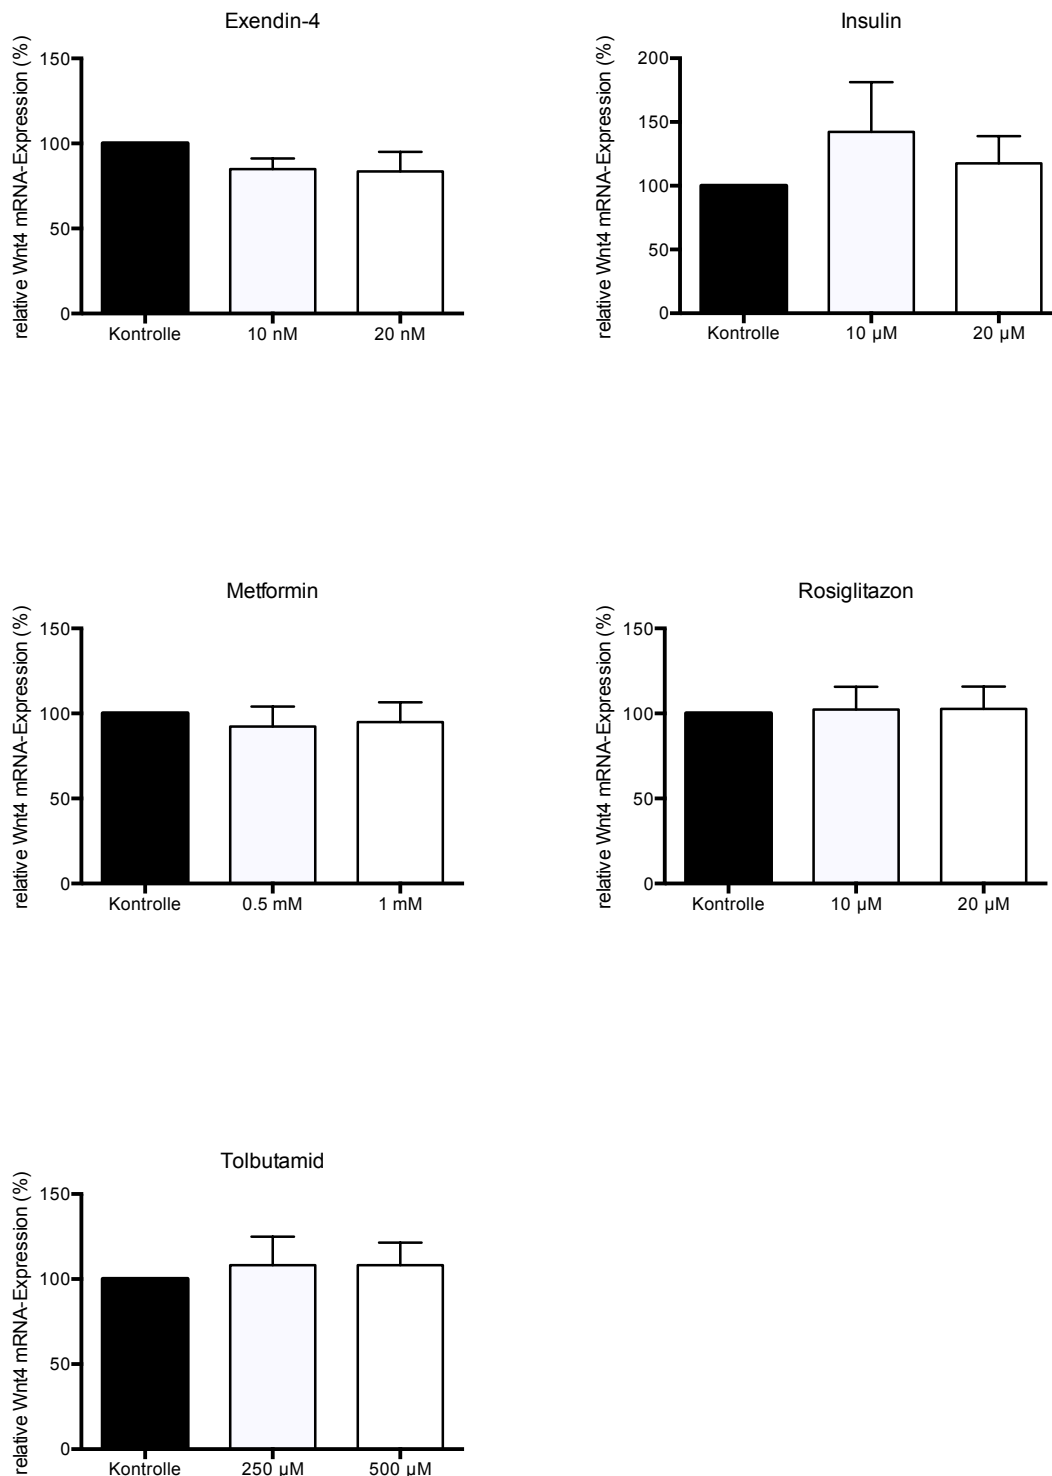 Exendin-4
relative Wnt4 mRNA-Expression (%)
150
100
50
0
Kontrolle 10 nM 20 nM
Insulin
relative Wnt4 mRNA-Expression (%)
200
150
100
50
0
Kontrolle 10 µM 20 µM
Metformin
relative Wnt4 mRNA-Expression (%)
150
100
50
0
Kontrolle 0.5 mM 1 mM
Rosiglitazon
relative Wnt4 mRNA-Expression (%)
150
100
50
0
Kontrolle 10 µM 20 µM
Tolbutamid
relative Wnt4 mRNA-Expression (%)
150
100
50
0
Kontrolle 250 µM 500 µM